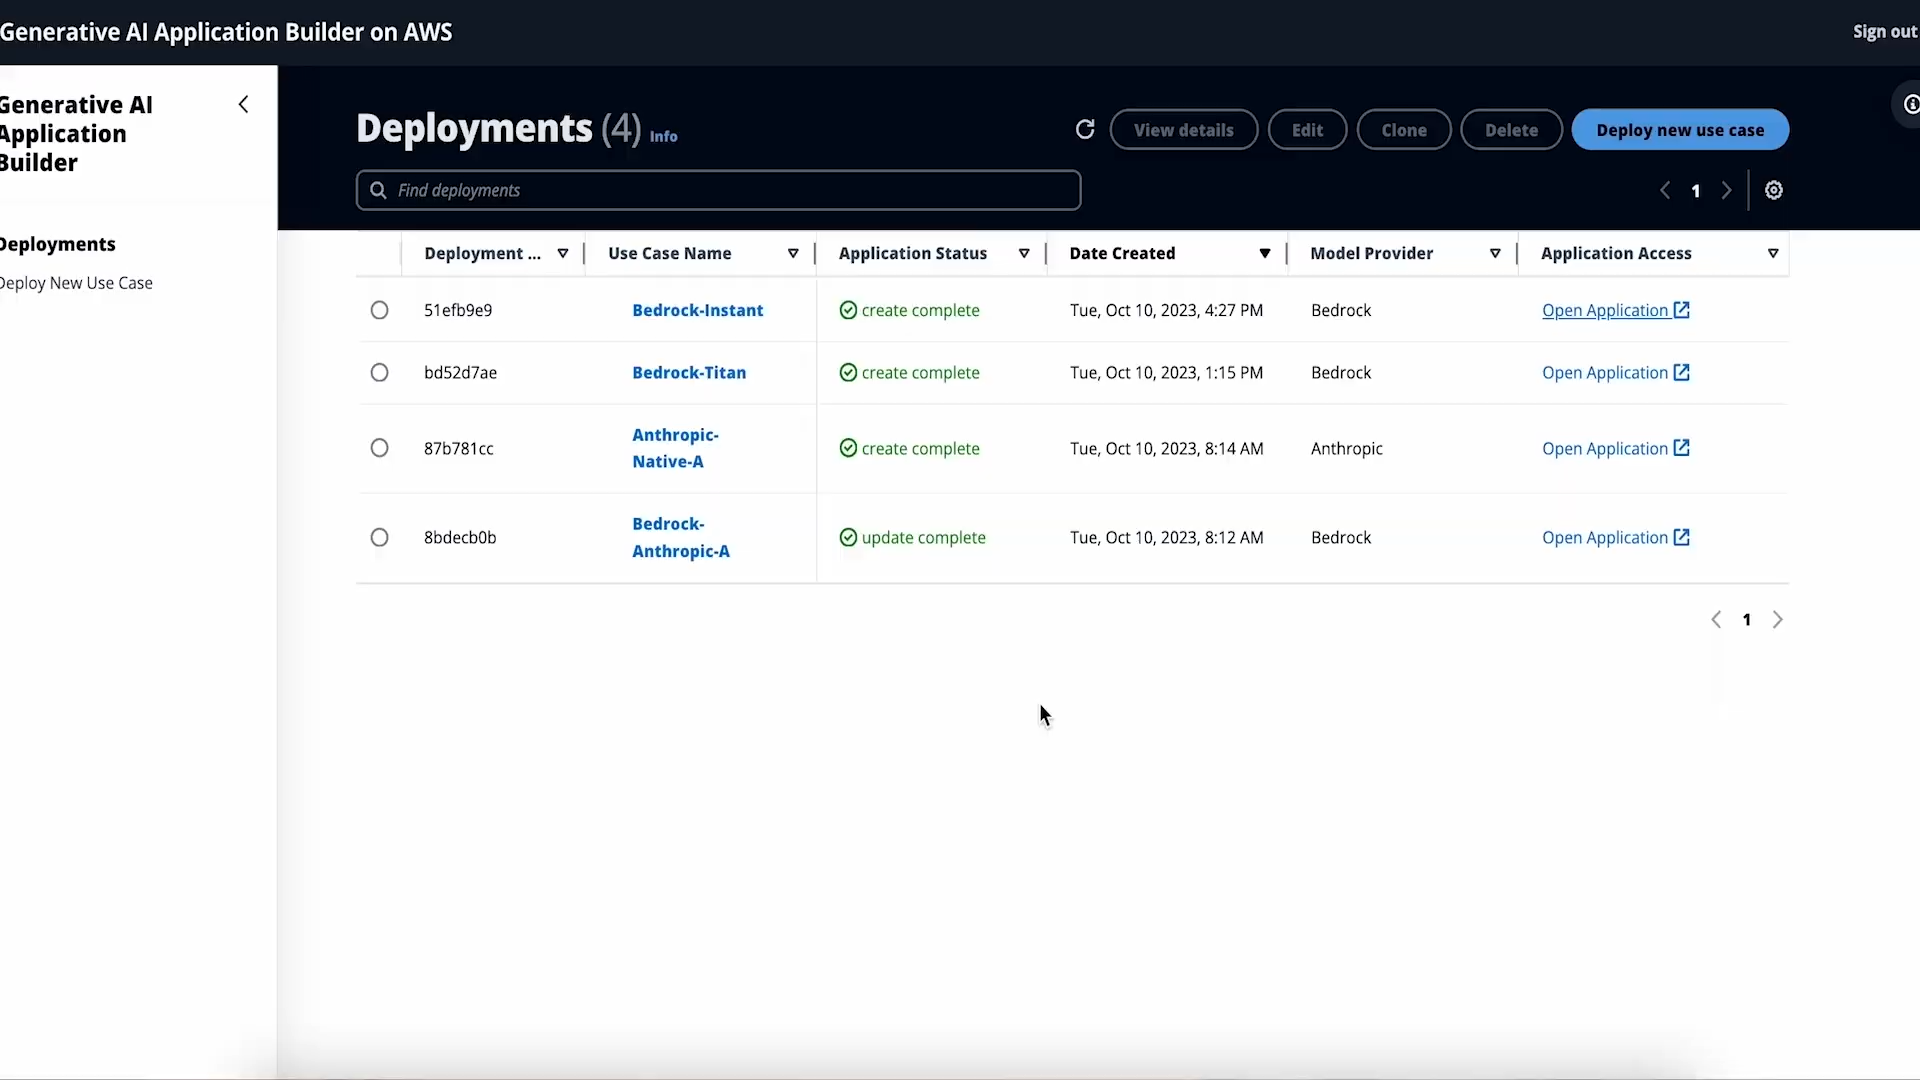 Generative AI Application Builder on AWS
Sign out
Generative AI
Application
Builder
Deployments
Deploy New Use Case
Deployments (4) Info
View details
Edit
Clone
Delete
Deploy new use case
Find deployments
1
Deployment ... Use Case Name Application Status Date Created Model Provider Application Access
51efb9e9 Bedrock-Instant create complete Tue, Oct 10, 2023, 4:27 PM Bedrock Open Application
bd52d7ae Bedrock-Titan create complete Tue, Oct 10, 2023, 1:15 PM Bedrock Open Application
87b781cc Anthropic- create complete Tue, Oct 10, 2023, 8:14 AM Anthropic Open Application
Native-A
8bdecb0b Bedrock- update complete Tue, Oct 10, 2023, 8:12 AM Bedrock Open Application
Anthropic-A
1